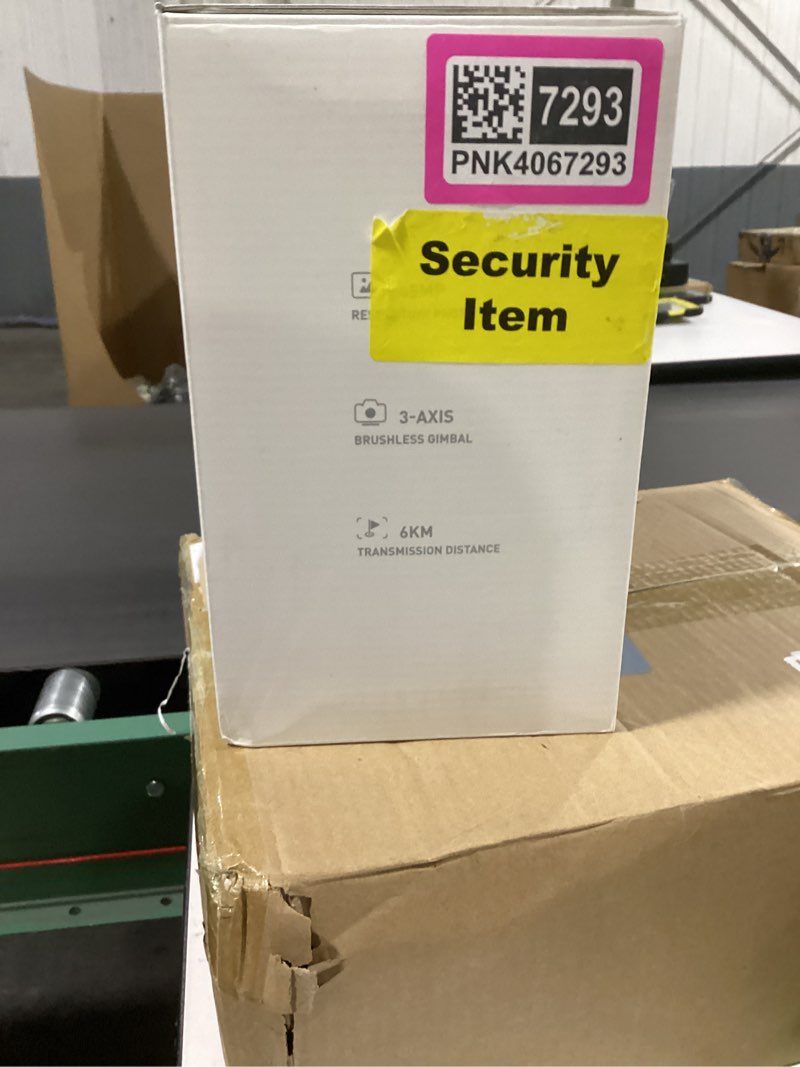 7293
PNK4067293
Security
Item
3-AXIS
BRUSHLESS GIMBAL
6KM
TRANSMISSION DISTANCE